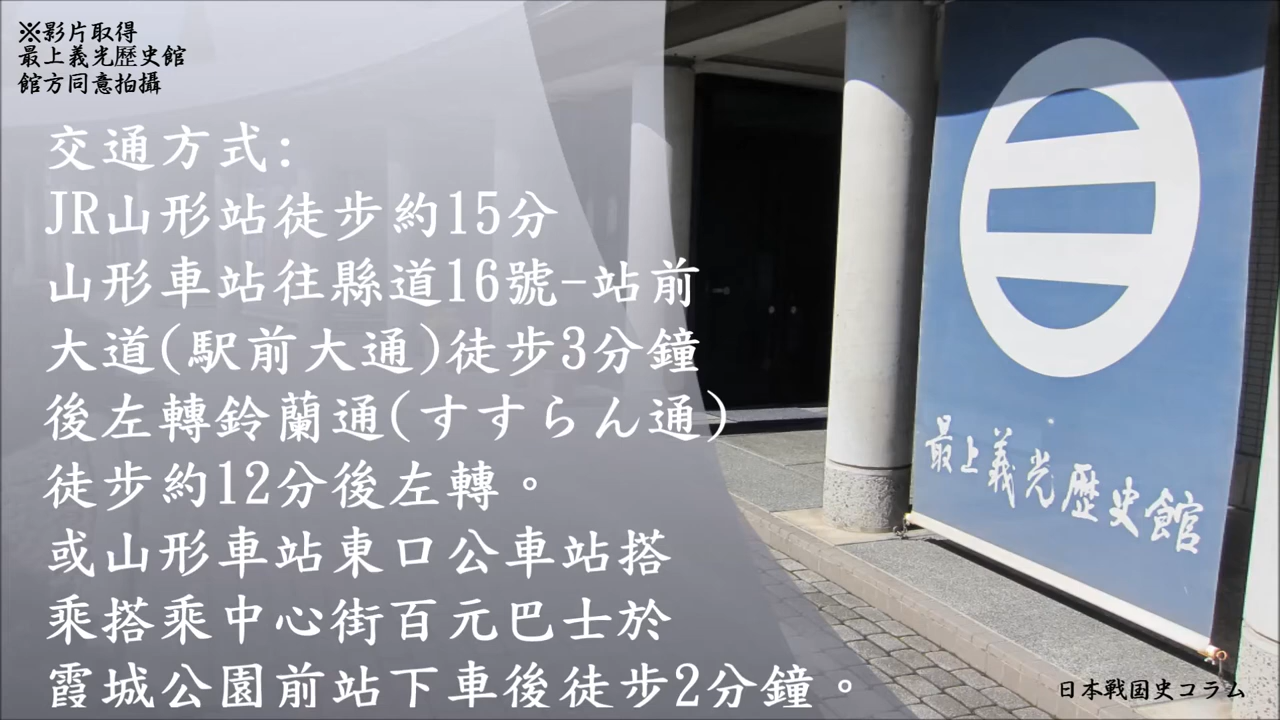 ※影片取得
最上義光歷史館
館方同意拍攝
交通方式:
JR山形站徒步約15分
山形車站往縣道16號-站前
大道(駅前大通)徒步3分鐘
後左轉鈴蘭通(すすらん通)
徒步約12分後左轉。
或山形車站東口公車站搭
乘搭乘中心街百元巴士於
霞城公園前站下車後徒步2分鐘。
最上義光歴史館
日本戦国史コラム